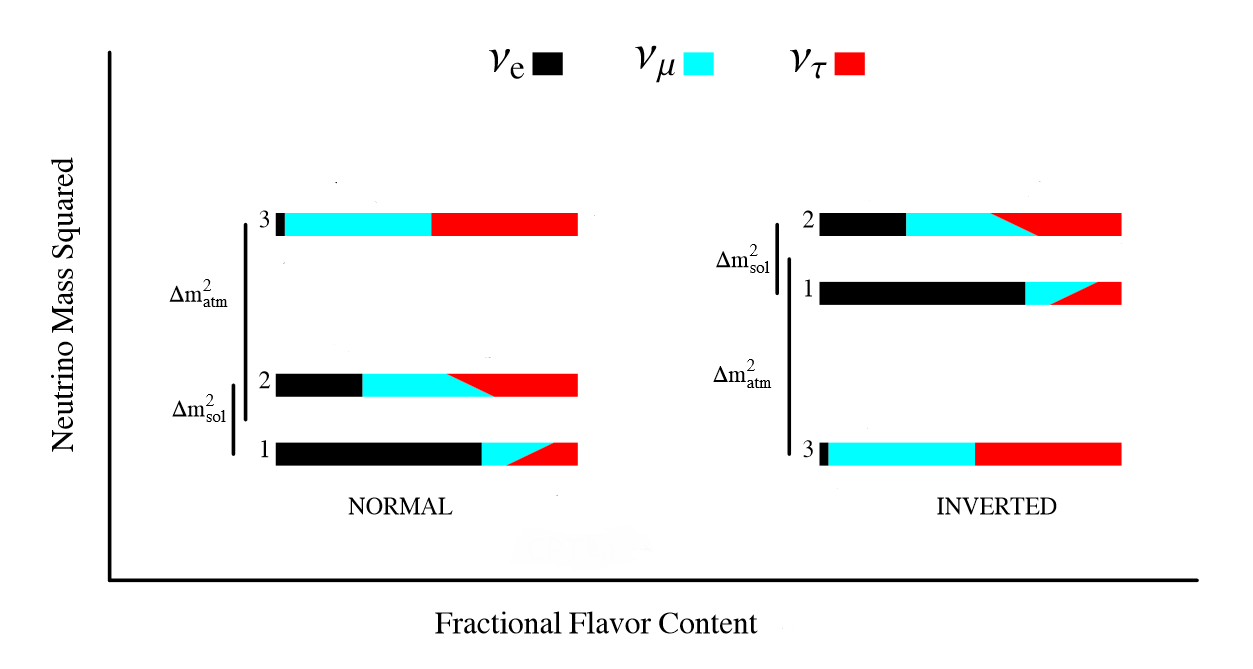 νe νμ ντ
Neutrino Mass Squared
3
Δm²atm
2
Δm²sol
1
NORMAL
2
Δm²sol
1
Δm²atm
3
INVERTED
Fractional Flavor Content